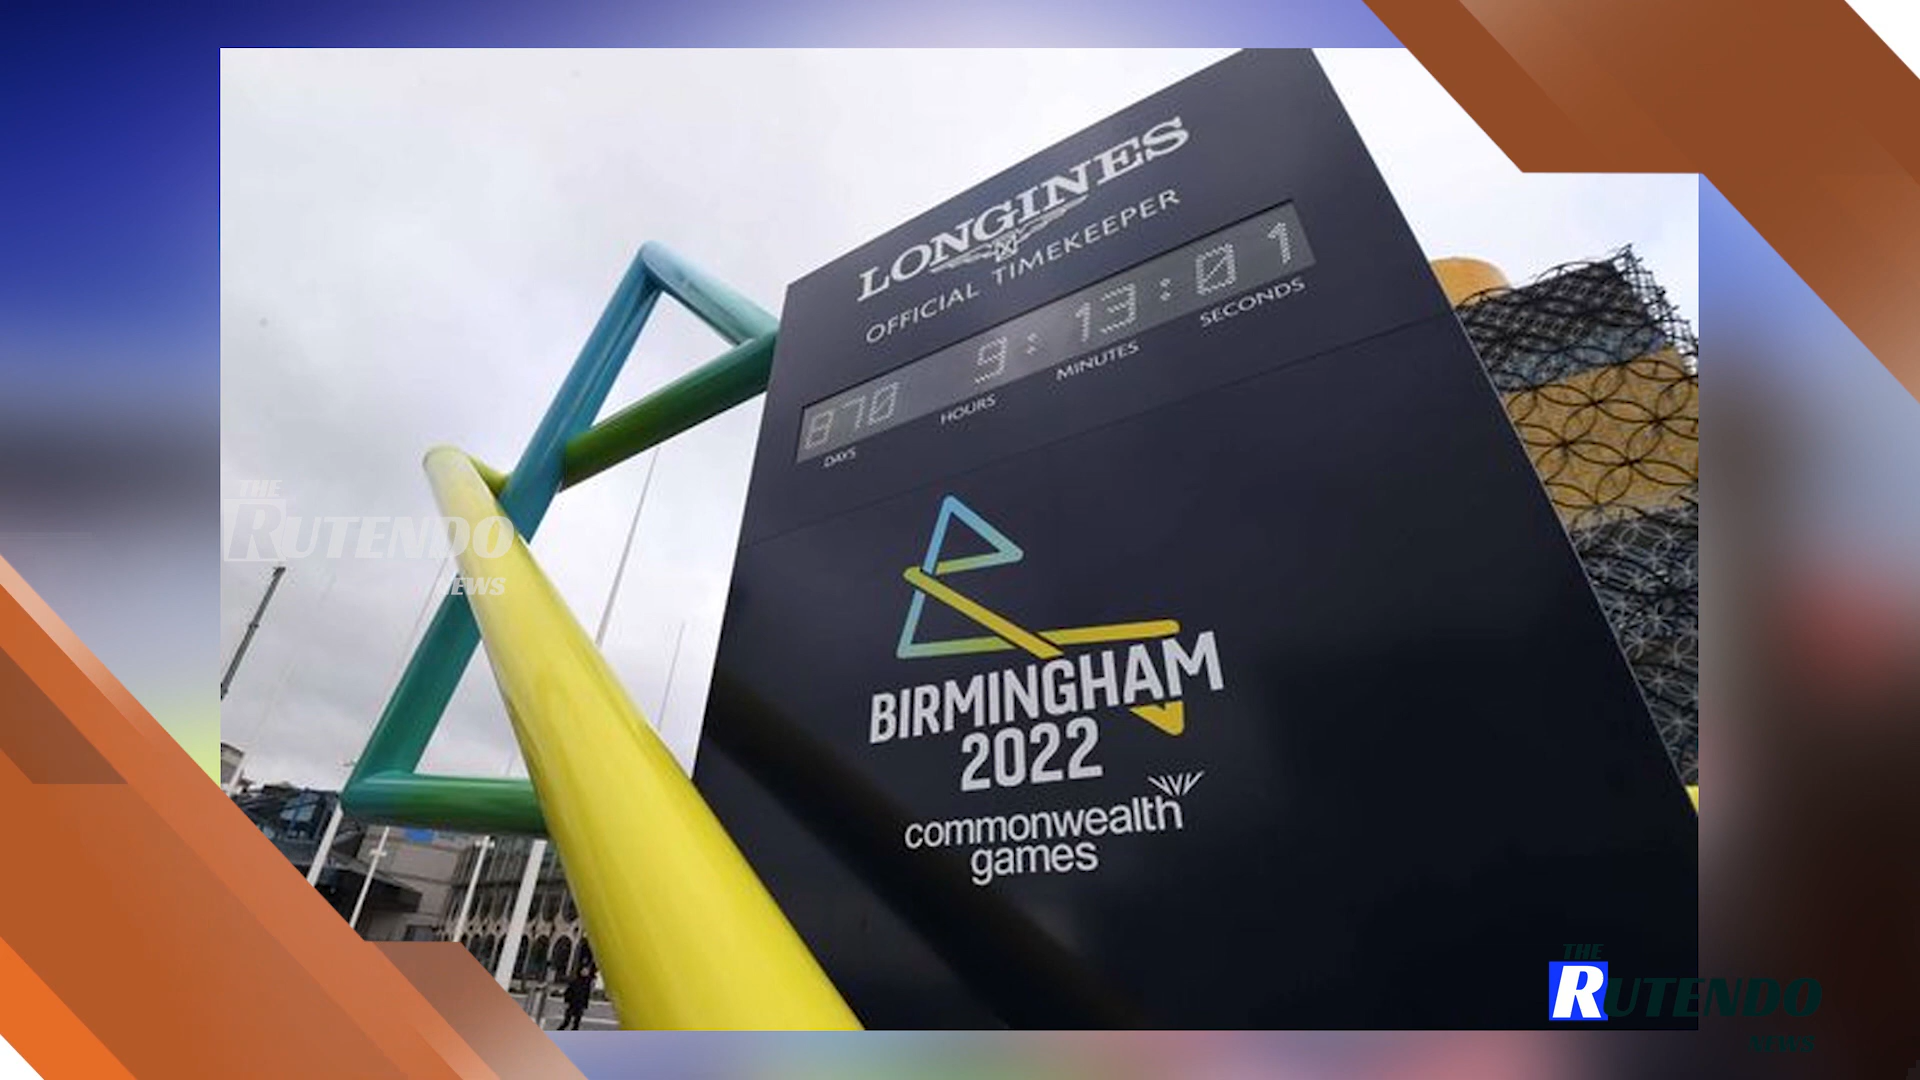 LONGINES
OFFICIAL TIMEKEEPER
870 9 : 13 : 01
DAYS HOURS MINUTES SECONDS
BIRMINGHAM
2022
commonwealth
games
THE
RUTENDO
NEWS
THE
RUTENDO
NEWS